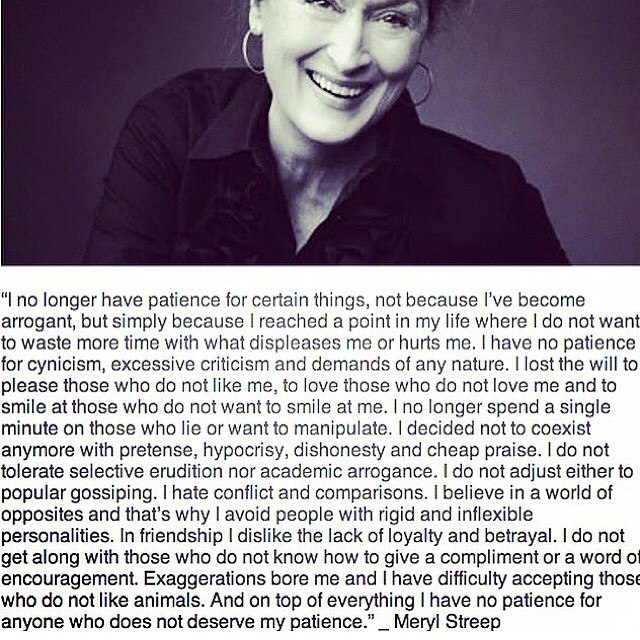 “I no longer have patience for certain things, not because I’ve become
arrogant, but simply because I reached a point in my life where I do not want
to waste more time with what displeases me or hurts me. I have no patience
for cynicism, excessive criticism and demands of any nature. I lost the will to
please those who do not like me, to love those who do not love me and to
smile at those who do not want to smile at me. I no longer spend a single
minute on those who lie or want to manipulate. I decided not to coexist
anymore with pretense, hypocrisy, dishonesty and cheap praise. I do not
tolerate selective erudition nor academic arrogance. I do not adjust either to
popular gossiping. I hate conflict and comparisons. I believe in a world of
opposites and that’s why I avoid people with rigid and inflexible
personalities. In friendship I dislike the lack of loyalty and betrayal. I do not
get along with those who do not know how to give a compliment or a word of
encouragement. Exaggerations bore me and I have difficulty accepting those
who do not like animals. And on top of everything I have no patience for
anyone who does not deserve my patience.” _ Meryl Streep